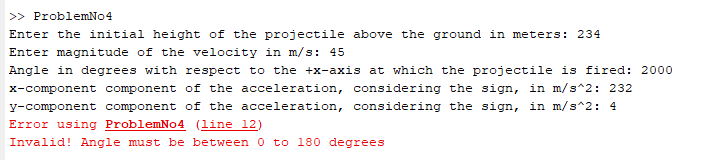 >> ProblemNo4
Enter the initial height of the projectile above the ground in meters: 234
Enter magnitude of the velocity in m/s: 45
Angle in degrees with respect to the +x-axis at which the projectile is fired: 2000
x-component component of the acceleration, considering the sign, in m/s^2: 232
y-component component of the acceleration, considering the sign, in m/s^2: 4
Error using ProblemNo4 (line 12)
Invalid! Angle must be between 0 to 180 degrees